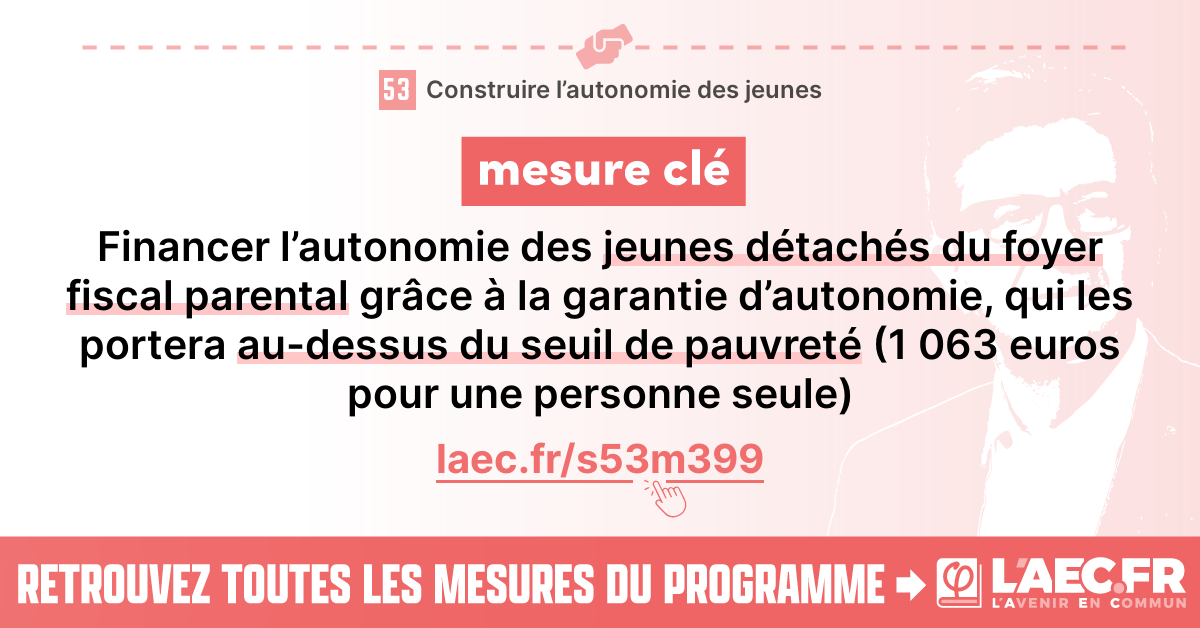 53 Construire l’autonomie des jeunes
mesure clé
Financer l’autonomie des jeunes détachés du foyer
fiscal parental grâce à la garantie d’autonomie, qui les
portera au-dessus du seuil de pauvreté (1 063 euros
pour une personne seule)
laec.fr/s53m399
RETROUVEZ TOUTES LES MESURES DU PROGRAMME
φ L’AEC.FR
L’AVENIR EN COMMUN